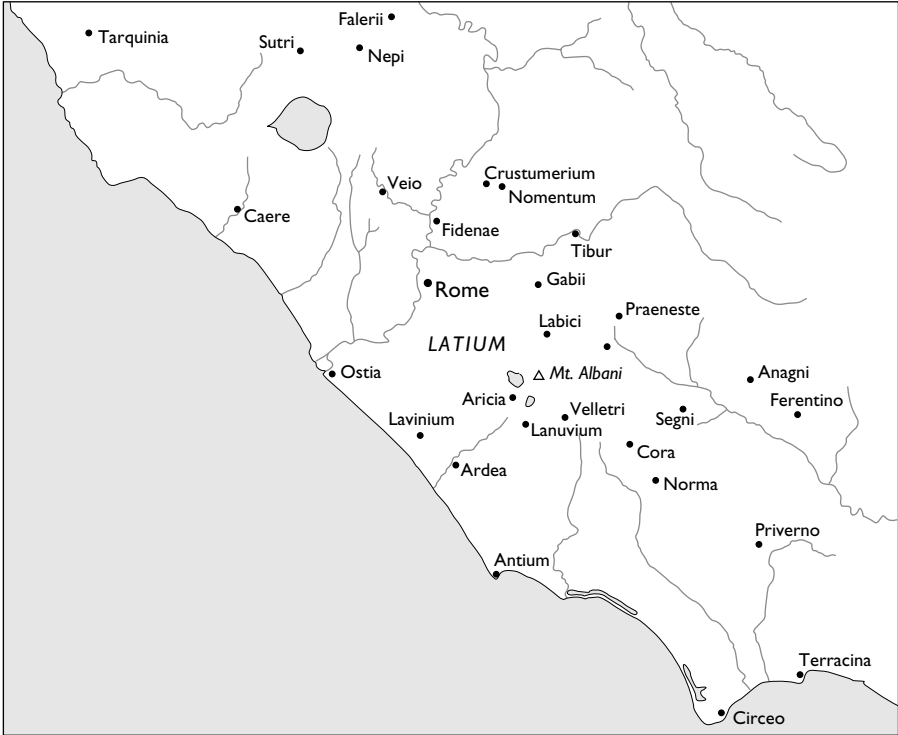 Falerii
Tarquinia
Sutri
Nepi
Crustumerium
Veio
Nomentum
Caere
Fidenae
Tibur
Gabii
Rome
Praeneste
Labici
LATIUM
Ostia
Mt. Albani
Anagni
Aricia
Ferentino
Velletri
Segni
Lavinium
Lanuvium
Cora
Ardea
Norma
Priverno
Antium
Terracina
Circeo